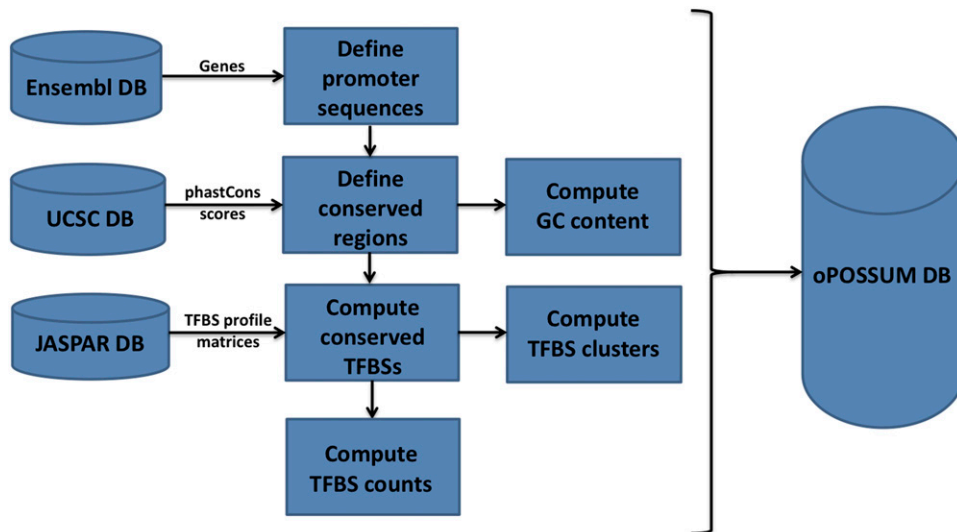 Ensembl DB
Genes
Define
promoter
sequences
UCSC DB
phastCons
scores
Define
conserved
regions
Compute
GC content
JASPAR DB
TFBS profile
matrices
Compute
conserved
TFBSs
Compute
TFBS clusters
Compute
TFBS counts
oPOSSUM DB